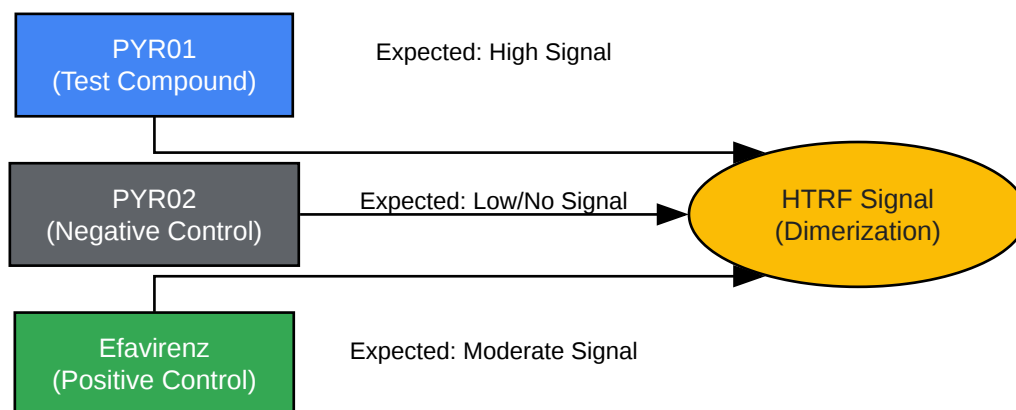 PYR01
(Test Compound)
Expected: High Signal
PYR02
(Negative Control)
Expected: Low/No Signal
HTRF Signal
(Dimerization)
Efavirenz
(Positive Control)
Expected: Moderate Signal